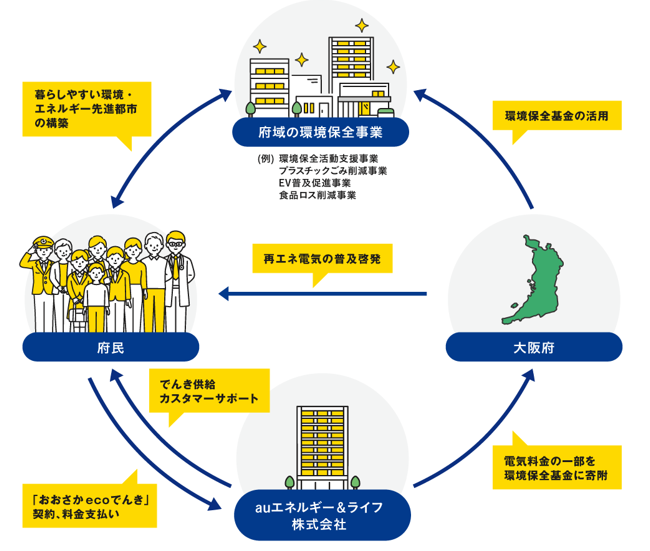 暮らしやすい環境・
エネルギー先進都市
の構築
府域の環境保全事業
(例) 環境保全活動支援事業
プラスチックごみ削減事業
EV普及促進事業
食品ロス削減事業
環境保全基金の活用
再エネ電気の普及啓発
府民
大阪府
でんき供給
カスタマーサポート
「おおさかecoでんき」
契約、料金支払い
auエネルギー&ライフ
株式会社
電気料金の一部を
環境保全基金に寄附